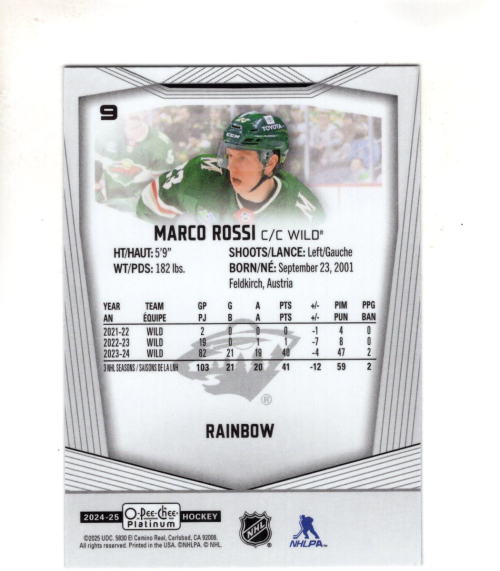 9
TOYOTA
MARCO ROSSI C/C WILD®
HT/HAUT: 5'9" SHOOTS/LANCE: Left/Gauche
WT/PDS: 182 lbs. BORN/NÉ: September 23, 2001
Feldkirch, Austria
YEAR TEAM GP G A PTS +/- PIM PPG
AN ÉQUIPE PJ B A PTS +/- PUN BAN
2021-22 WILD 2 0 0 0 -1 4 0
2022-23 WILD 19 0 1 1 -7 8 0
2023-24 WILD 82 21 19 40 -4 47 2
3 NHL SEASONS / SAISONS DE LA LNH 103 21 20 41 -12 59 2
®
RAINBOW
2024-25 O-Pee-Chee Platinum HOCKEY
NHL
NHLPA
©2025 UDC. 5830 El Camino Real, Carlsbad, CA 92008.
All rights reserved. Printed in the USA. ©NHLPA. © NHL.